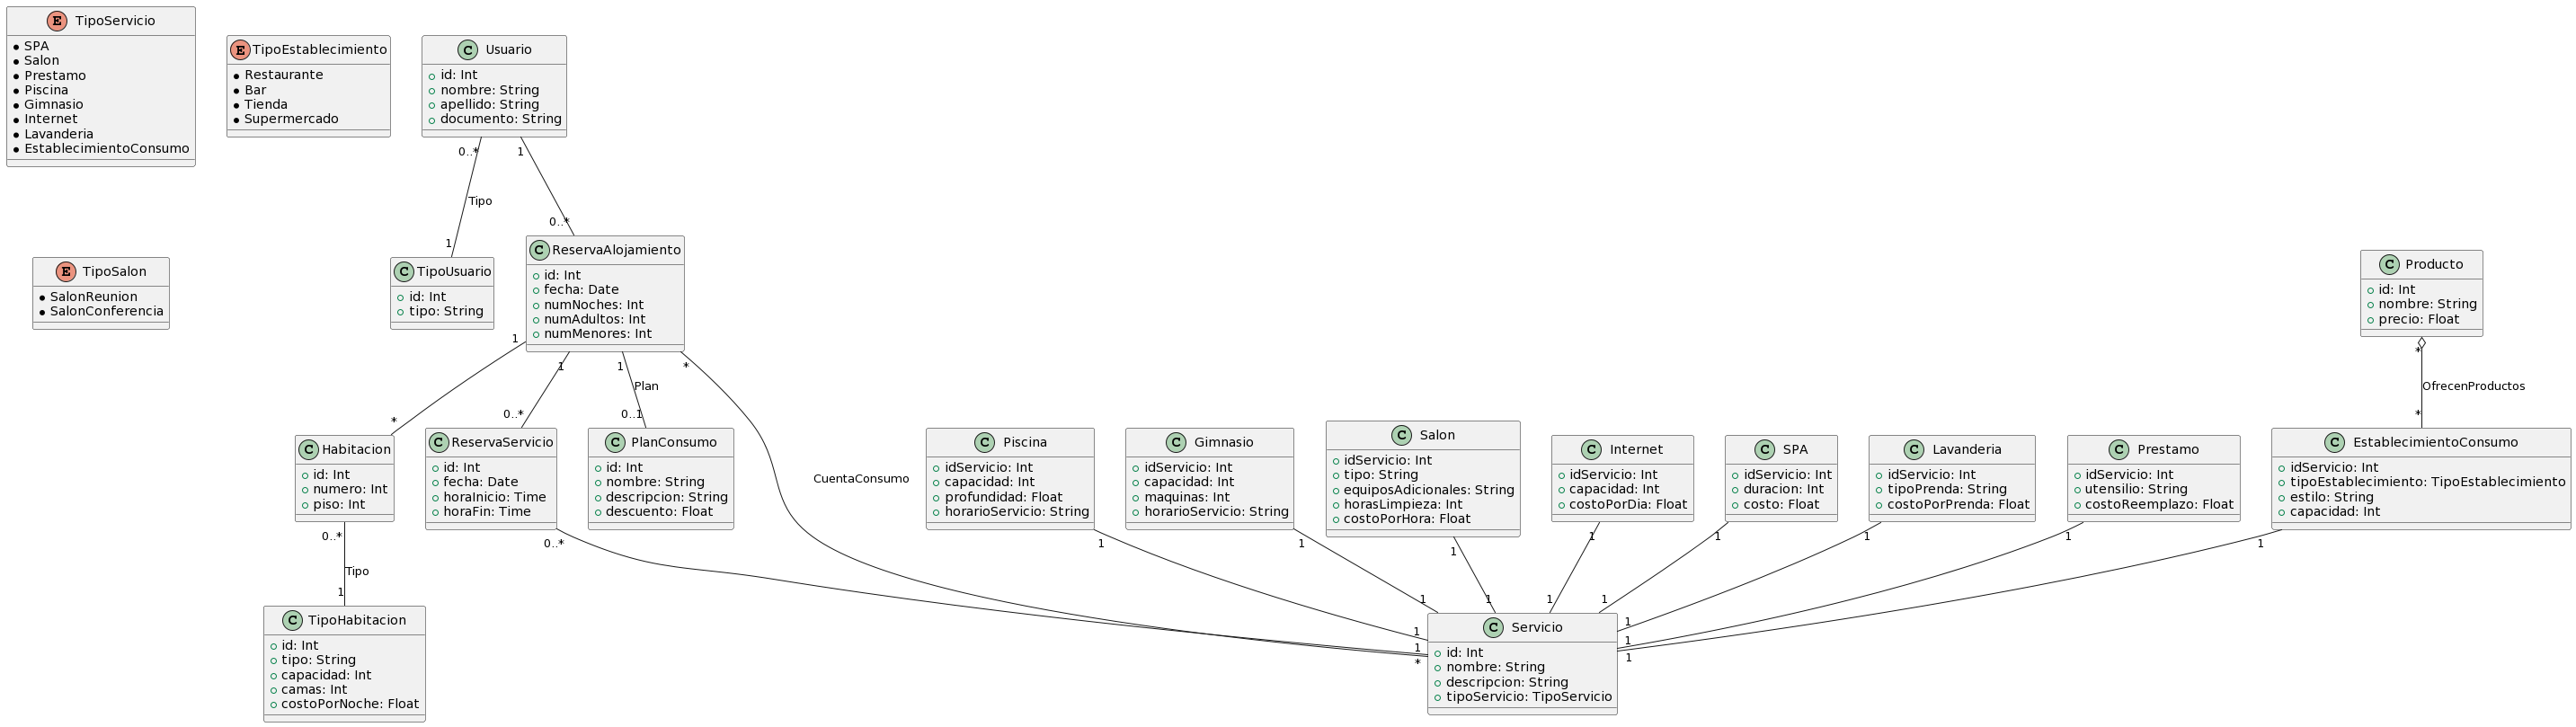 E TipoServicio
SPA
Salon
Prestamo
Piscina
Gimnasio
Internet
Lavanderia
EstablecimientoConsumo
E TipoEstablecimiento
Restaurante
Bar
Tienda
Supermercado
C Usuario
id: Int
nombre: String
apellido: String
documento: String
0..*
1
Tipo
1
0..*
E TipoSalon
SalonReunion
SalonConferencia
C TipoUsuario
id: Int
tipo: String
C ReservaAlojamiento
id: Int
fecha: Date
numNoches: Int
numAdultos: Int
numMenores: Int
C Producto
id: Int
nombre: String
precio: Float
1
1
1
*
*
Plan
OfrecenProductos
*
0..*
0..1
*
CuentaConsumo
C Habitacion
id: Int
numero: Int
piso: Int
C ReservaServicio
id: Int
fecha: Date
horaInicio: Time
horaFin: Time
C PlanConsumo
id: Int
nombre: String
descripcion: String
descuento: Float
C Piscina
idServicio: Int
capacidad: Int
profundidad: Float
horarioServicio: String
C Gimnasio
idServicio: Int
capacidad: Int
maquinas: Int
horarioServicio: String
C Salon
idServicio: Int
tipo: String
equiposAdicionales: String
horasLimpieza: Int
costoPorHora: Float
C Internet
idServicio: Int
capacidad: Int
costoPorDia: Float
C SPA
idServicio: Int
duracion: Int
costo: Float
C Lavanderia
idServicio: Int
tipoPrenda: String
costoPorPrenda: Float
C Prestamo
idServicio: Int
utensilio: String
costoReemplazo: Float
C EstablecimientoConsumo
idServicio: Int
tipoEstablecimiento: TipoEstablecimiento
estilo: String
capacidad: Int
0..*
0..*
1
1
1
1
1
1
1
1
Tipo
1
1
1
1
1
1
1
1
1
1
*
C TipoHabitacion
id: Int
tipo: String
capacidad: Int
camas: Int
costoPorNoche: Float
C Servicio
id: Int
nombre: String
descripcion: String
tipoServicio: TipoServicio